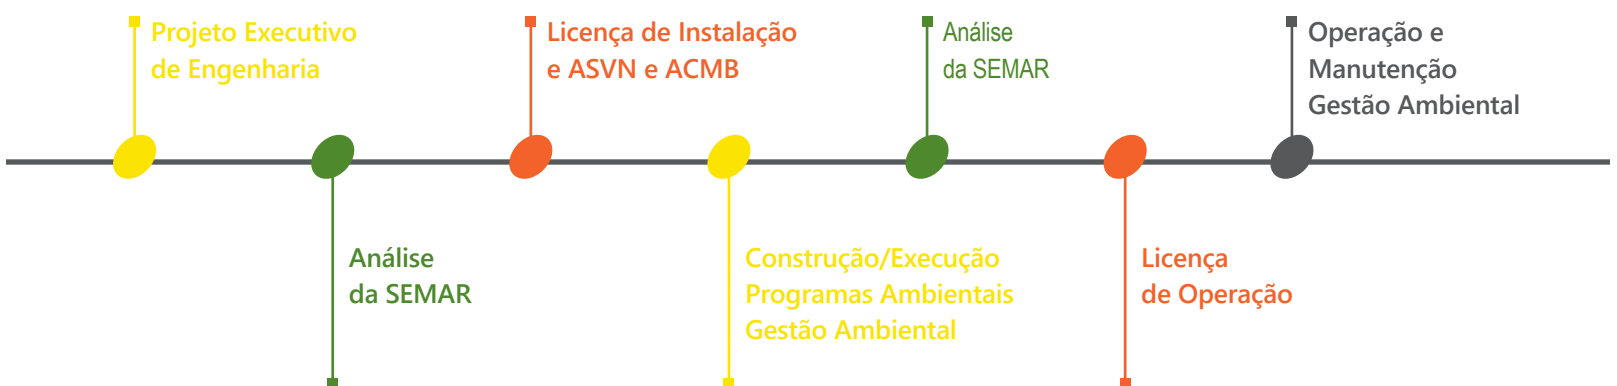 Projeto Executivo
de Engenharia
Análise
da SEMAR
Licença de Instalação
e ASVN e ACMB
Construção/Execução
Programas Ambientais
Gestão Ambiental
Análise
da SEMAR
Licença
de Operação
Operação e
Manutenção
Gestão Ambiental